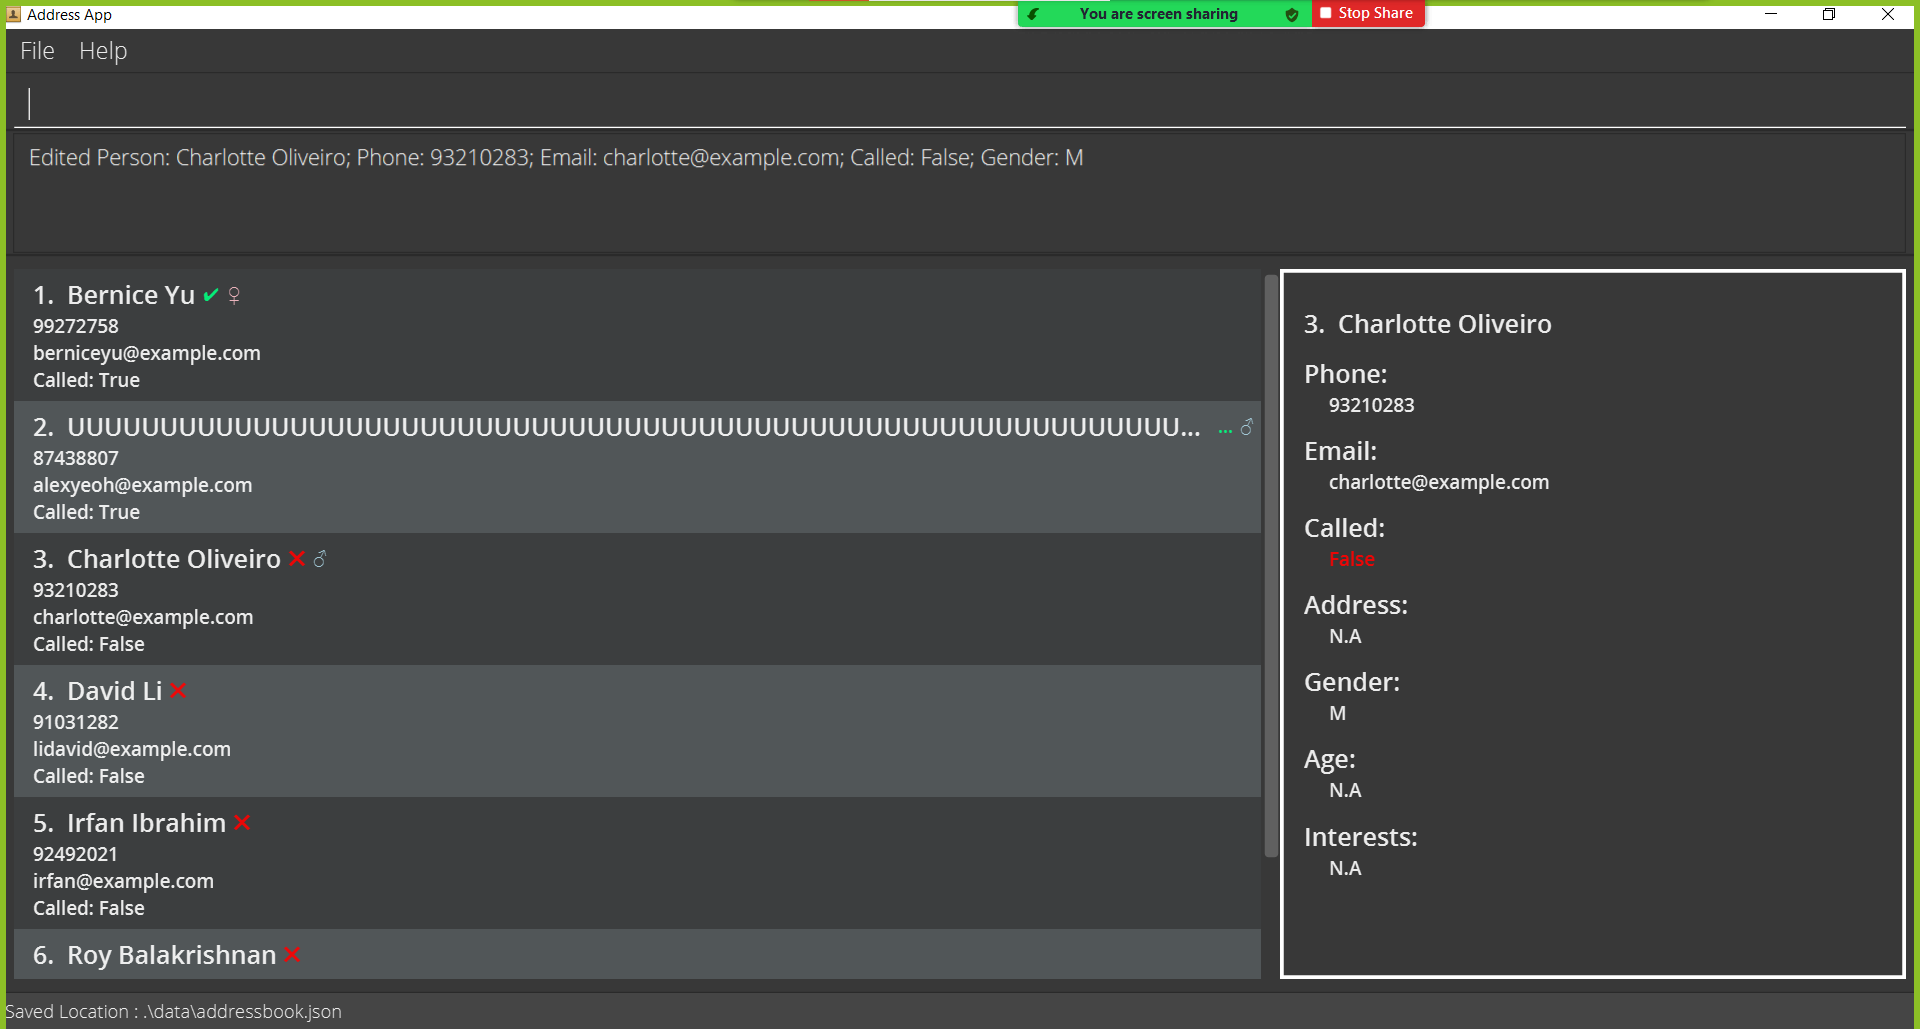 Address App
You are screen sharing
Stop Share
File Help
Edited Person: Charlotte Oliveiro; Phone: 93210283; Email: charlotte@example.com; Called: False; Gender: M
1. Bernice Yu ✔ ♀
99272758
berniceyu@example.com
Called: True
2. UUUUUUUUUUUUUUUUUUUUUUUUUUUUUUUUUUUUUUUUUUUUUUUUUUUUUUUUUUUU... ... ♂
87438807
alexyeoh@example.com
Called: True
3. Charlotte Oliveiro ❌ ♂
93210283
charlotte@example.com
Called: False
4. David Li ❌
91031282
lidavid@example.com
Called: False
5. Irfan Ibrahim ❌
92492021
irfan@example.com
Called: False
6. Roy Balakrishnan ❌
3. Charlotte Oliveiro
Phone:
93210283
Email:
charlotte@example.com
Called:
False
Address:
N.A
Gender:
M
Age:
N.A
Interests:
N.A
Saved Location : .\data\addressbook.json